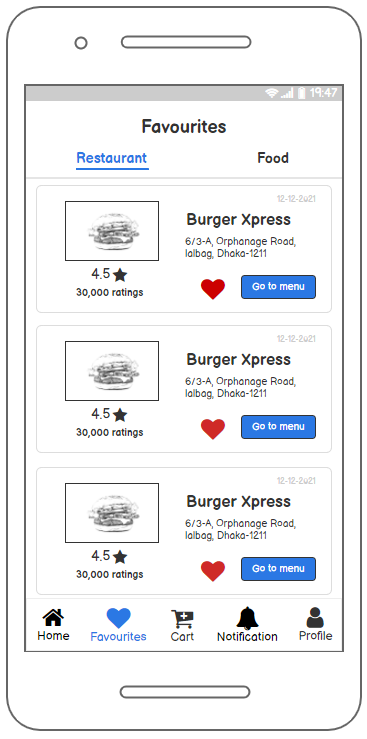 19:47
Favourites
Restaurant Food
12-12-2021
Burger Xpress
6/3-A, Orphanage Road,
lalbag, Dhaka-1211
4.5
30,000 ratings
Go to menu
12-12-2021
Burger Xpress
6/3-A, Orphanage Road,
lalbag, Dhaka-1211
4.5
30,000 ratings
Go to menu
12-12-2021
Burger Xpress
6/3-A, Orphanage Road,
lalbag, Dhaka-1211
4.5
30,000 ratings
Go to menu
Home Favourites Cart Notification Profile